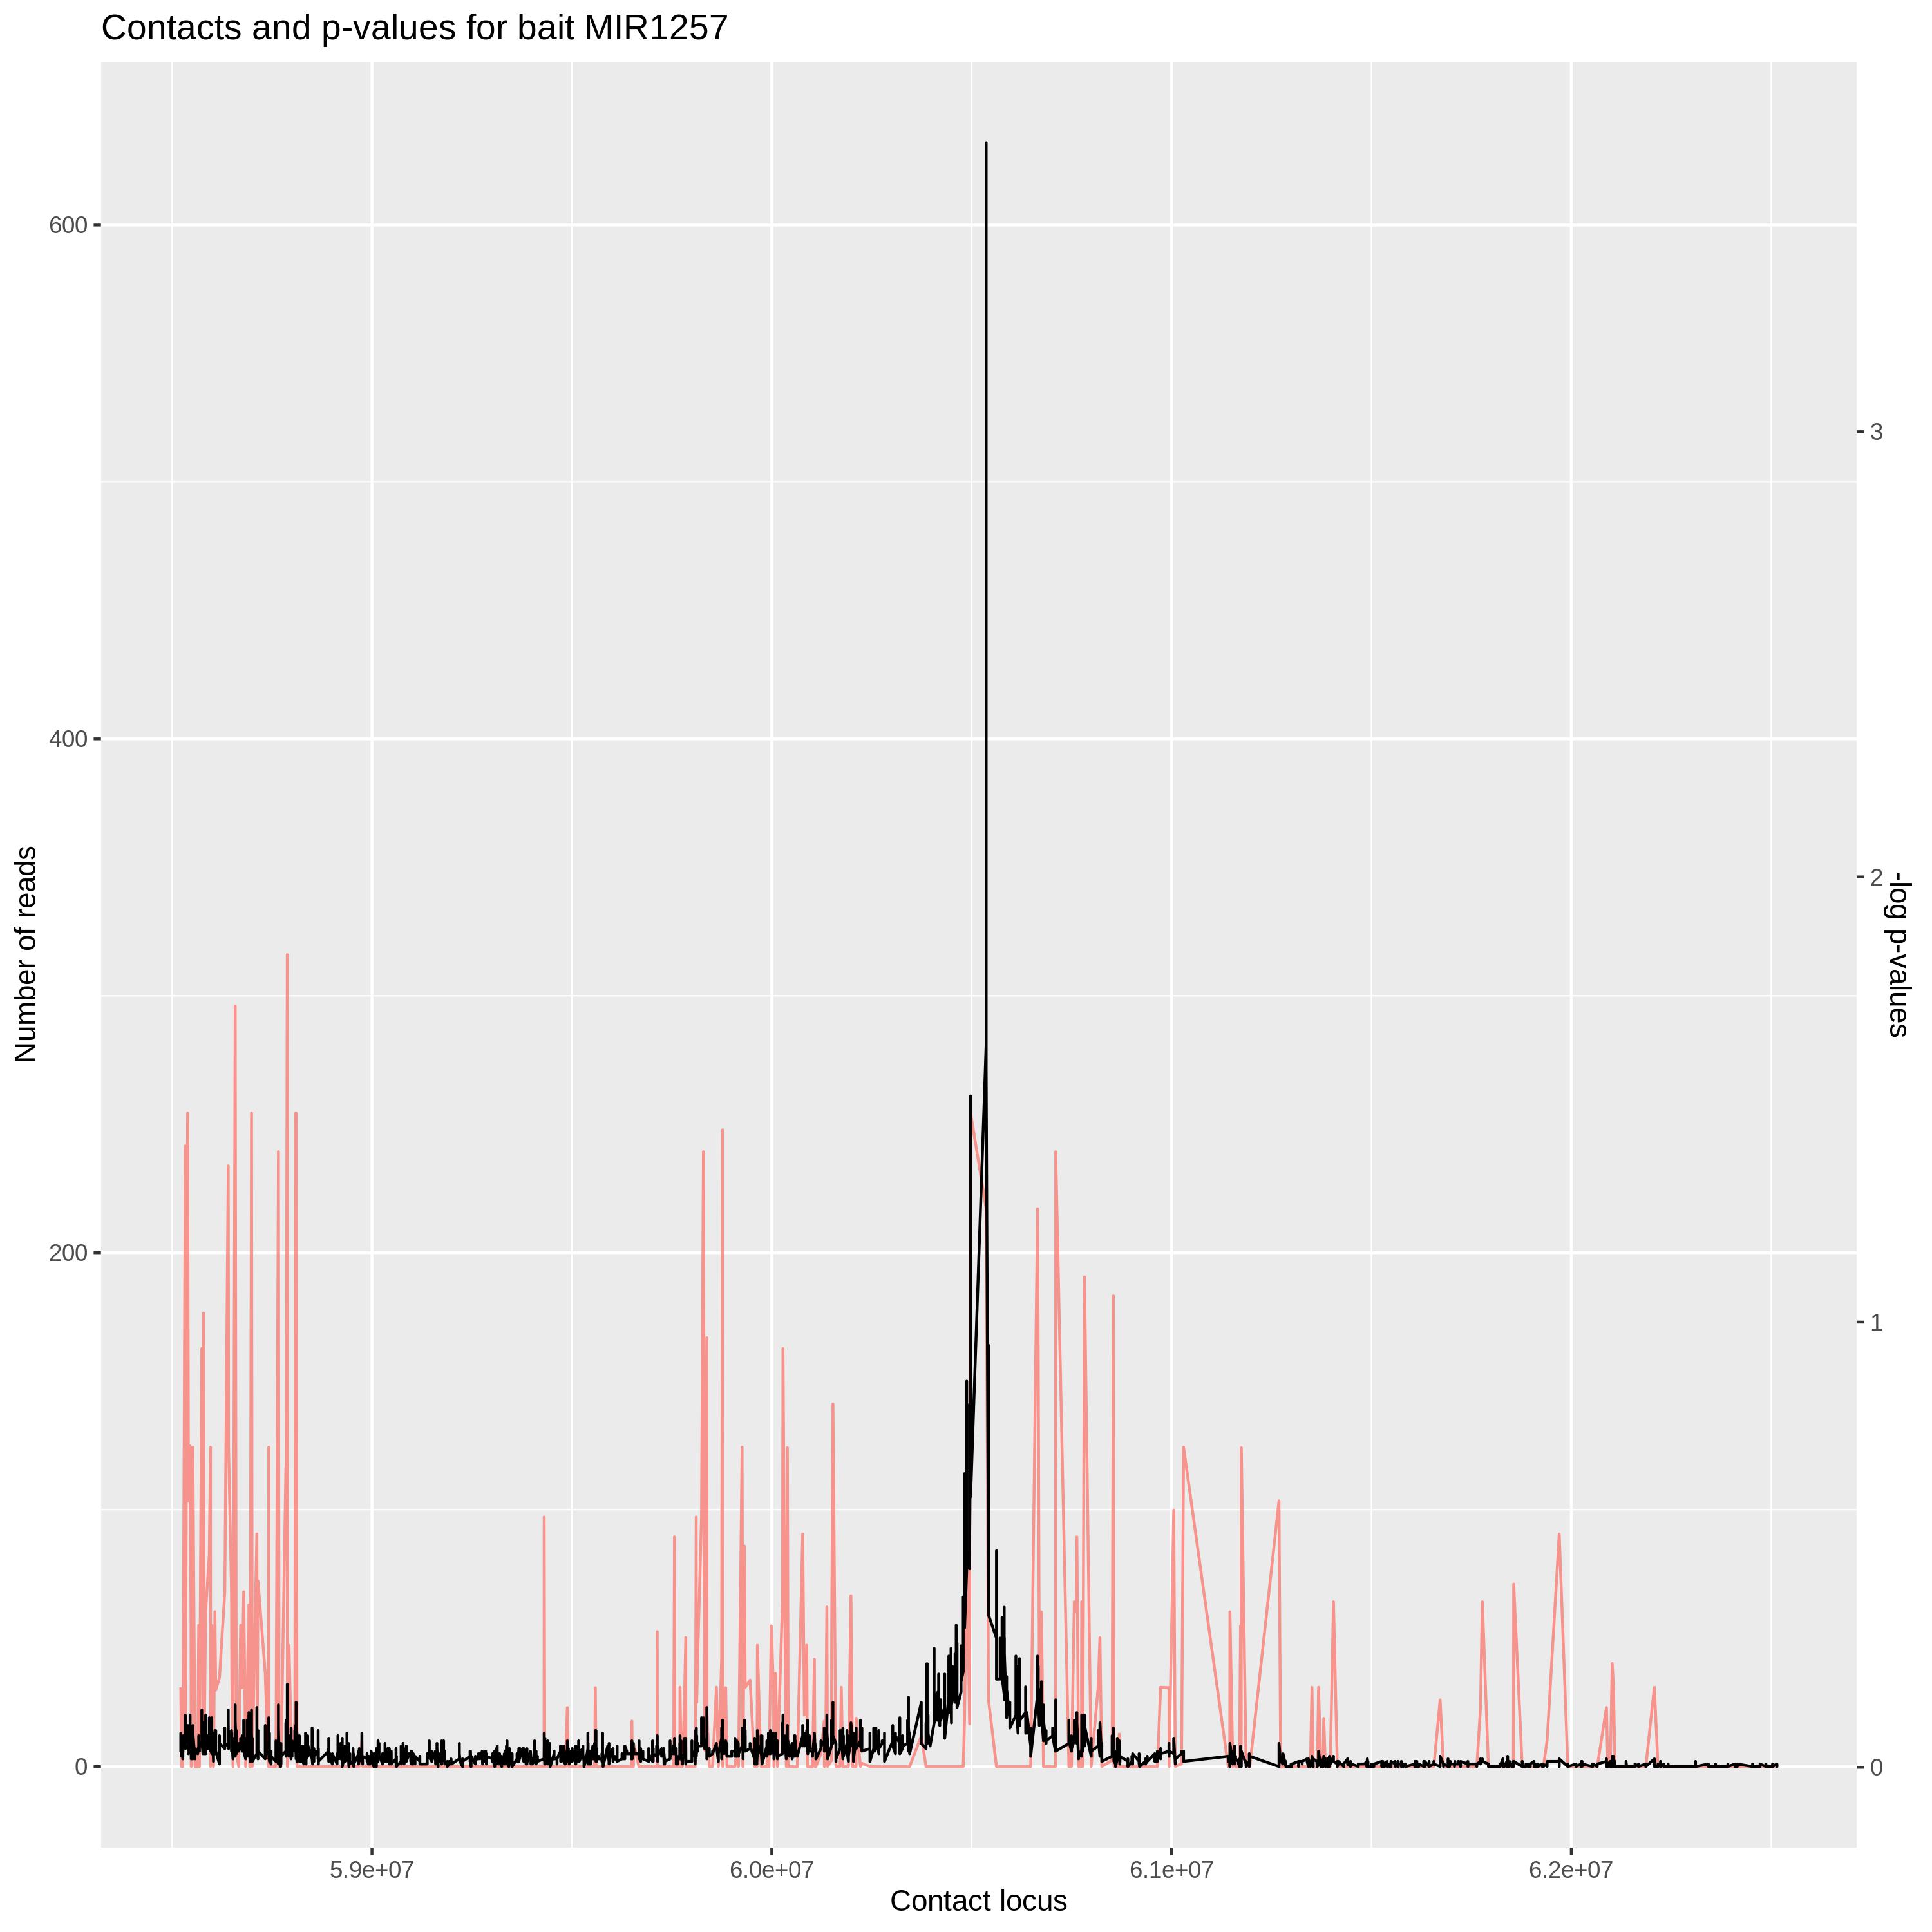 Contacts and p-values for bait MIR1257
600
400
200
0
Number of reads
3
2
1
0
-log p-values
5.9e+07
6.0e+07
6.1e+07
6.2e+07
Contact locus